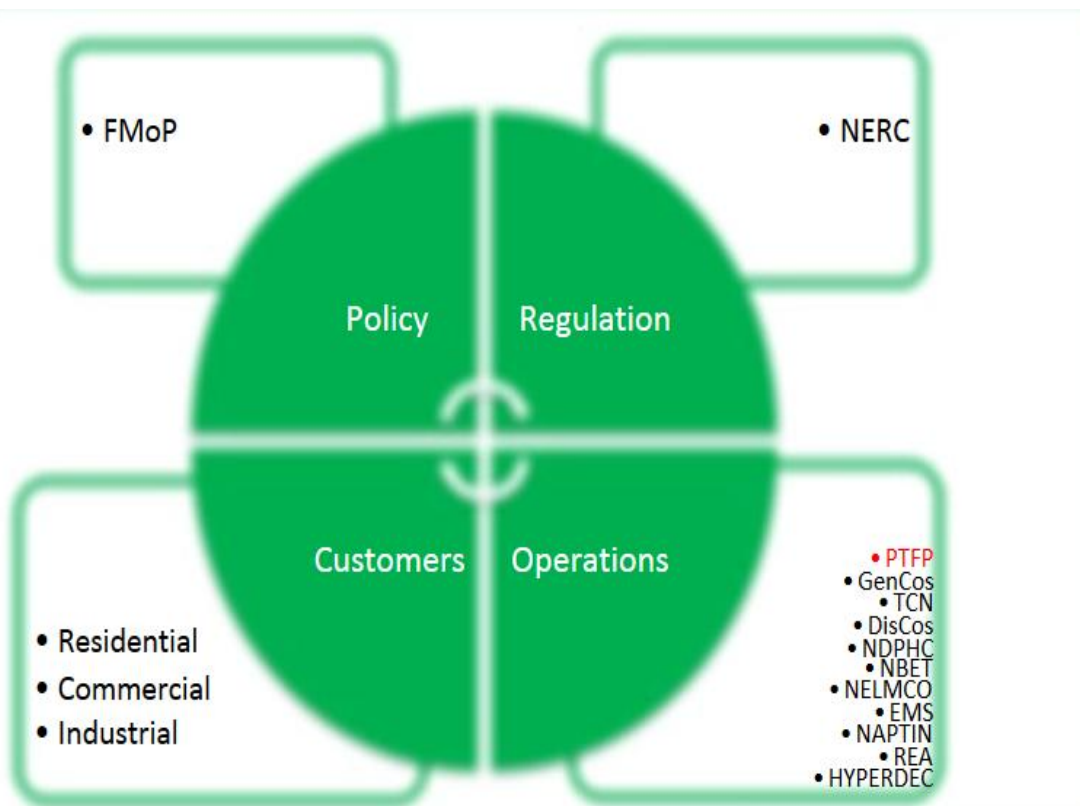 • FMoP
• NERC
Policy
Regulation
Customers
Operations
• Residential
• Commercial
• Industrial
• PTFP
• GenCos
• TCN
• DisCos
• NDPHC
• NBET
• NELMCO
• EMS
• NAPTIN
• REA
• HYPERDEC